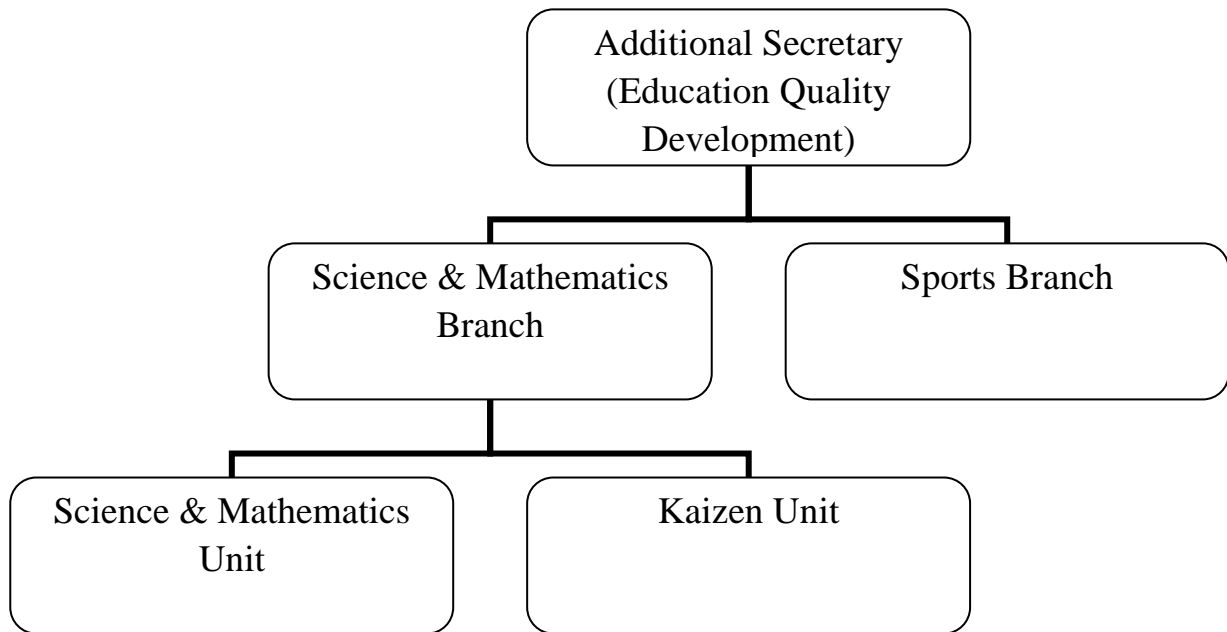 Additional Secretary
(Education Quality
Development)
Science & Mathematics
Branch
Sports Branch
Science & Mathematics
Unit
Kaizen Unit